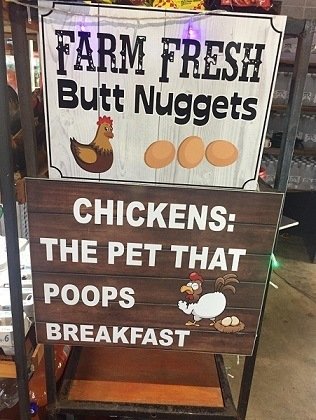 FARM FRESH
Butt Nuggets
CHICKENS:
THE PET THAT
POOPS
BREAKFAST